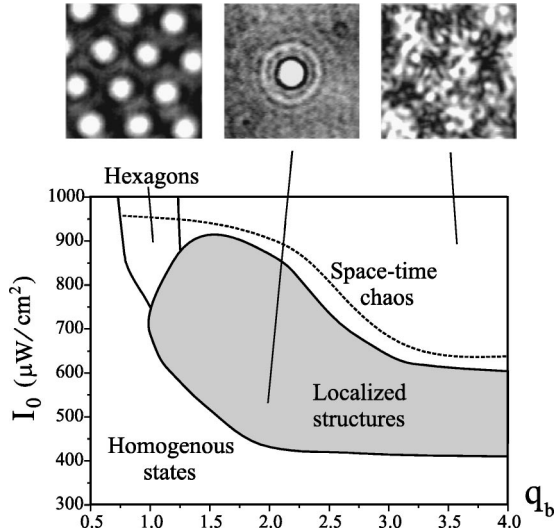 Hexagons
1000
900
800
700
600
500
400
300
I₀ (μW/cm²)
Space-time
chaos
Localized
structures
Homogenous
states
0.5 1.0 1.5 2.0 2.5 3.0 3.5 4.0
q_b